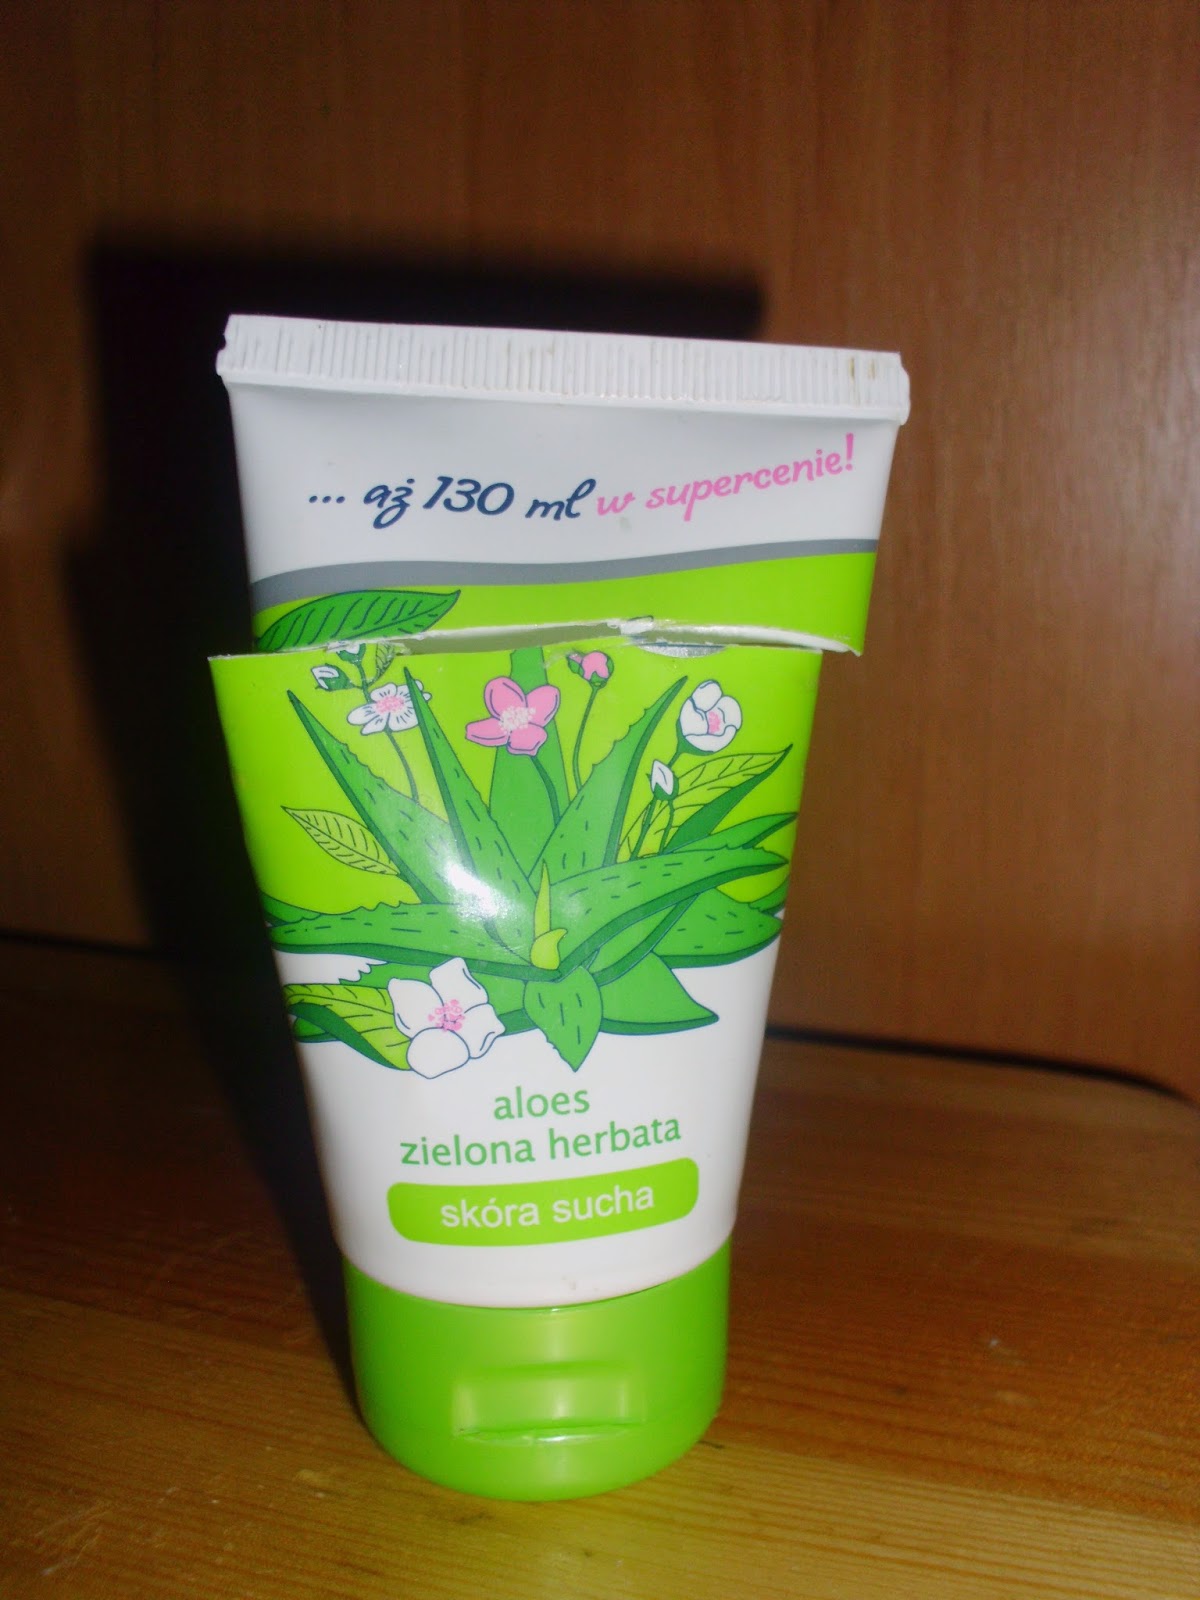 ... aż 130 ml w supercenie!
aloes
zielona herbata
skóra sucha